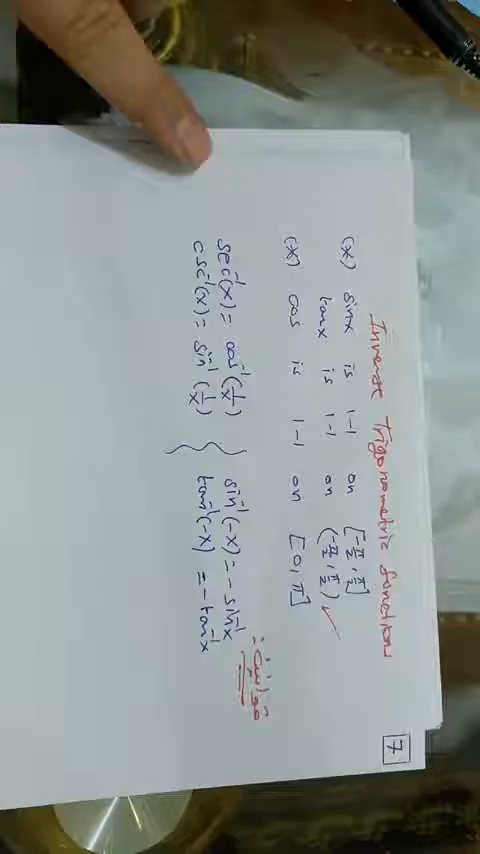 7
Inverse Trigonometric function
(*) sinx is 1-1 on [-π/2, π/2]
tanx is 1-1 on (-π/2, π/2)
(*) cos is 1-1 on [0, π]
sec⁻¹(x) = cos⁻¹(1/x)
csc⁻¹(x) = sin⁻¹(1/x)
sin⁻¹(-x) = -sin⁻¹x
tan⁻¹(-x) = -tan⁻¹x